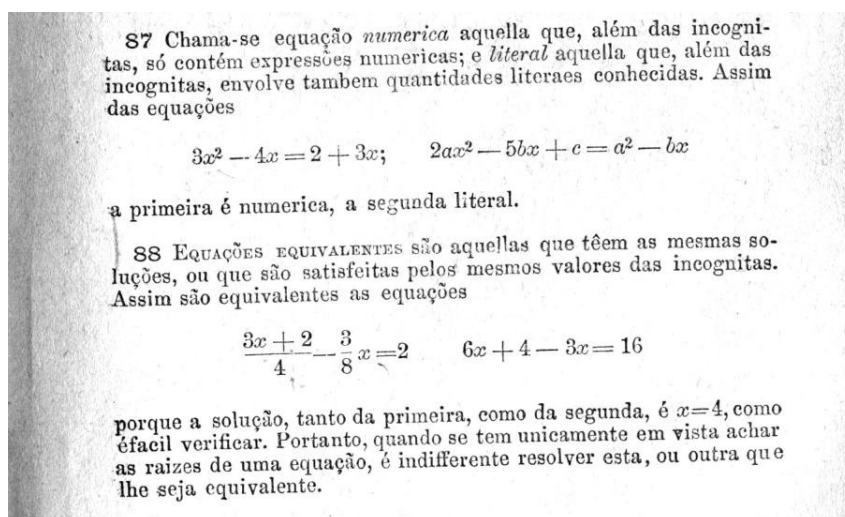 87 Chama-se equação numerica aquella que, além das incogni-
tas, só contém expressões numericas; e literal aquella que, além das
incognitas, envolve tambem quantidades literaes conhecidas. Assim
das equações
3x² — 4x = 2 + 3x;   2ax² — 5bx + c = a² — bx
a primeira é numerica, a segunda literal.
88 EQUAÇÕES EQUIVALENTES são aquellas que têem as mesmas so-
luções, ou que são satisfeitas pelos mesmos valores das incognitas.
Assim são equivalentes as equações
(3x + 2)/4 — 3/8 x = 2   6x + 4 — 3x = 16
porque a solução, tanto da primeira, como da segunda, é x=4, como
éfacil verificar. Portanto, quando se tem unicamente em vista achar
as raizes de uma equação, é indifferente resolver esta, ou outra que
lhe seja equivalente.